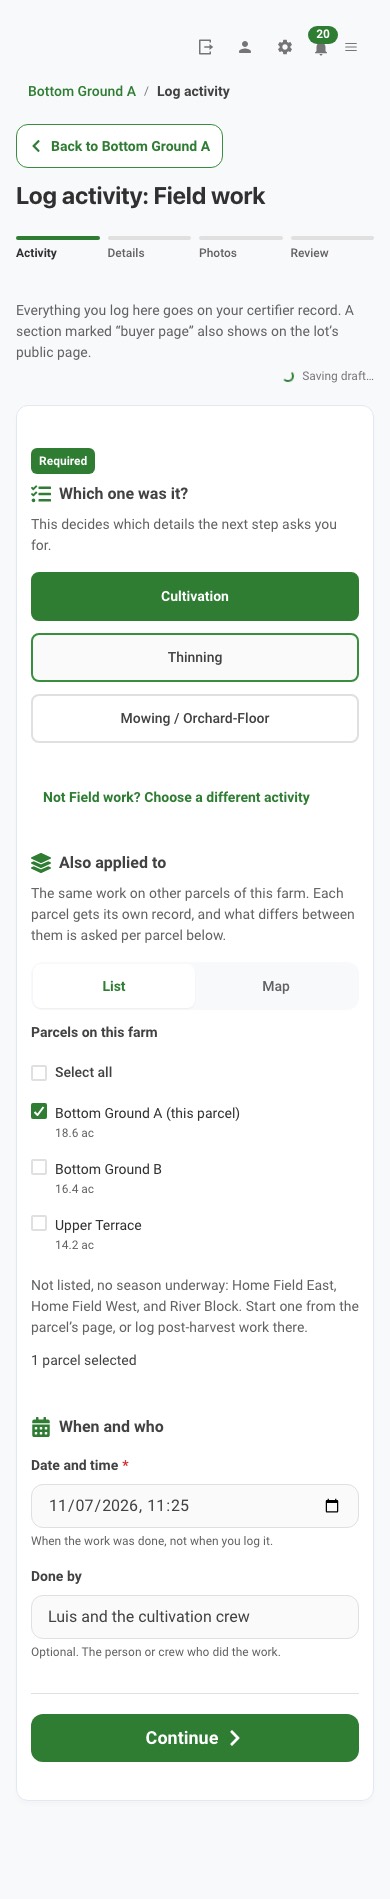 20
Bottom Ground A / Log activity
Back to Bottom Ground A
Log activity: Field work
Activity Details Photos Review
Everything you log here goes on your certifier record. A
section marked “buyer page” also shows on the lot’s
public page.
Saving draft…
Required
Which one was it?
This decides which details the next step asks you
for.
Cultivation
Thinning
Mowing / Orchard-Floor
Not Field work? Choose a different activity
Also applied to
The same work on other parcels of this farm. Each
parcel gets its own record, and what differs between
them is asked per parcel below.
List Map
Parcels on this farm
Select all
Bottom Ground A (this parcel)
18.6 ac
Bottom Ground B
16.4 ac
Upper Terrace
14.2 ac
Not listed, no season underway: Home Field East,
Home Field West, and River Block. Start one from the
parcel’s page, or log post-harvest work there.
1 parcel selected
When and who
Date and time *
11/07/2026, 11:25
When the work was done, not when you log it.
Done by
Luis and the cultivation crew
Optional. The person or crew who did the work.
Continue